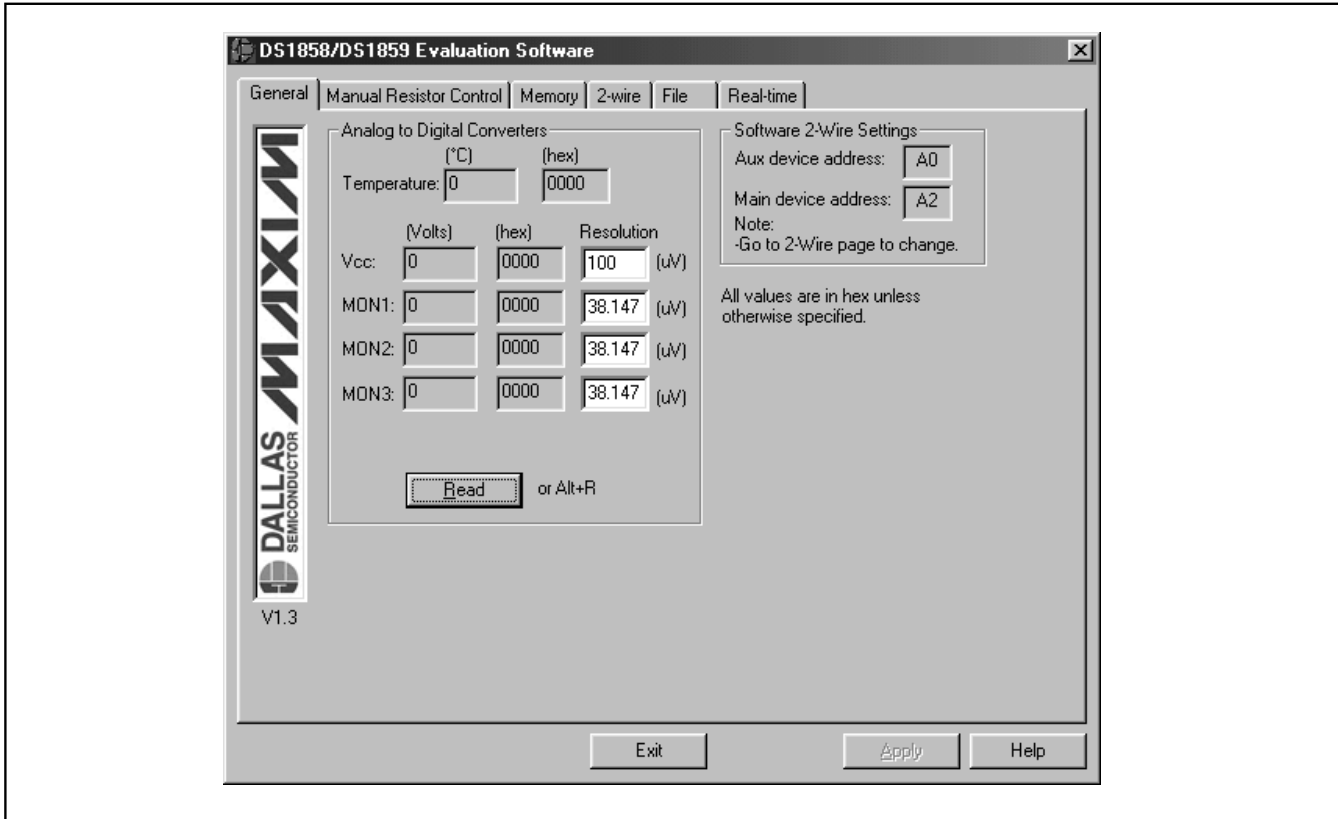 DS1858/DS1859 Evaluation Software
General Manual Resistor Control Memory 2-wire File Real-time
MAXIM
DALLAS
SEMICONDUCTOR
V1.3
Analog to Digital Converters
(°C) (hex)
Temperature: 0 0000
(Volts) (hex) Resolution
Vcc: 0 0000 100 (uV)
MON1: 0 0000 38.147 (uV)
MON2: 0 0000 38.147 (uV)
MON3: 0 0000 38.147 (uV)
Read or Alt+R
Software 2-Wire Settings
Aux device address: A0
Main device address: A2
Note:
-Go to 2-Wire page to change.
All values are in hex unless
otherwise specified.
Exit Apply Help